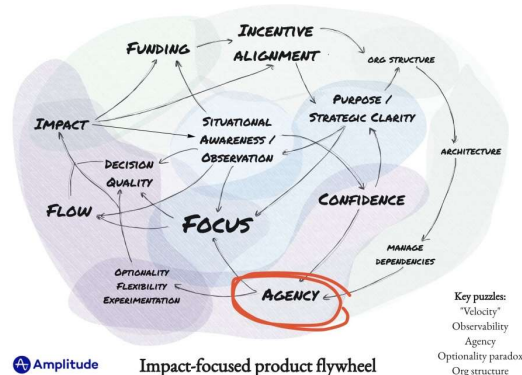 FUNDING
INCENTIVE
ALIGNMENT
ORG STRUCTURE
IMPACT
SITUATIONAL
AWARENESS /
OBSERVATION
PURPOSE /
STRATEGIC CLARITY
ARCHITECTURE
DECISION
QUALITY
FLOW
FOCUS
CONFIDENCE
MANAGE
DEPENDENCIES
OPTIONALITY
FLEXIBILITY
EXPERIMENTATION
AGENCY
Key puzzles:
"Velocity"
Observability
Agency
Optionality paradox
Org structure
Amplitude
Impact-focused product flywheel